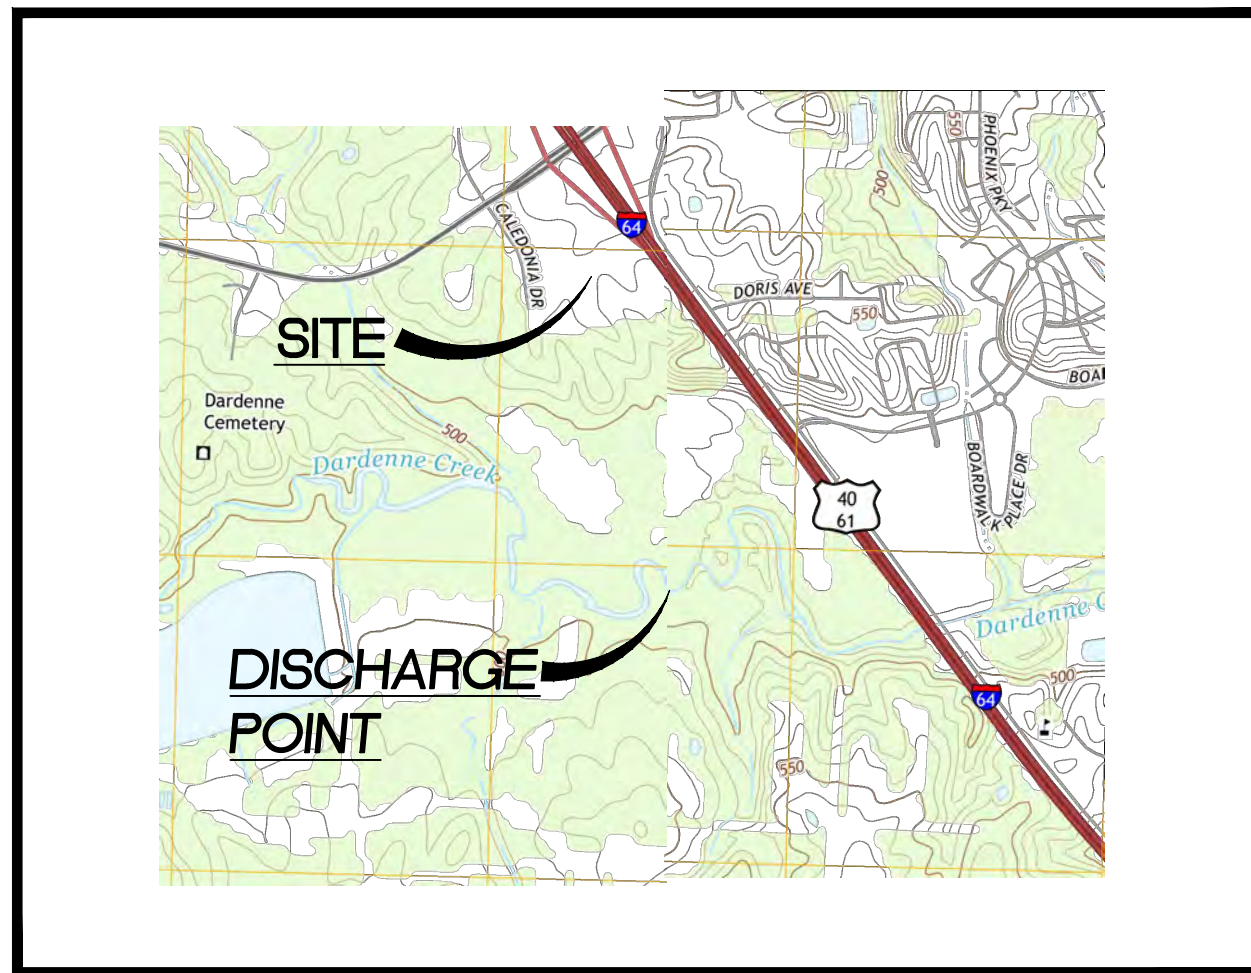 550
PHOENIX PKY
500
64
CALEDONIA DR
DORIS AVE
550
SITE
BOA
Dardenne
Cemetery
500
Dardenne Creek
BOARDWALK
PLACE DR
40
61
Dardenne C
DISCHARGE
POINT
500
64
550